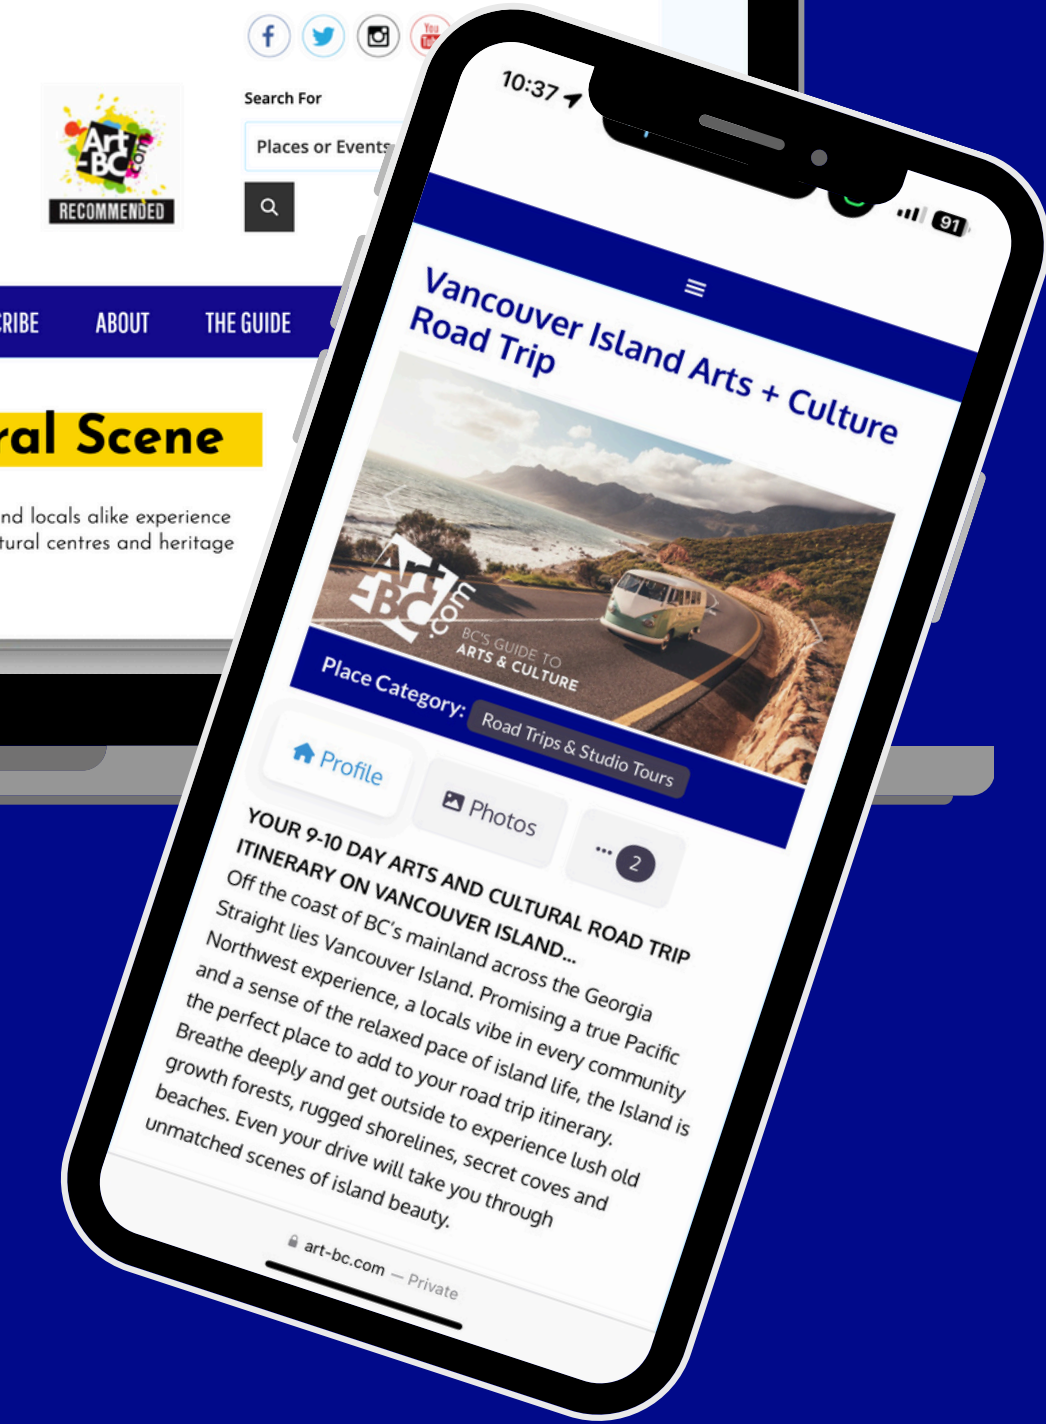 You
Tube
Search For
Art
-BC
.com
RECOMMENDED
Places or Events
ABOUT
THE GUIDE
Scene
nd locals alike experience
tural centres and heritage
10:37
91
Vancouver Island Arts + Culture
Road Trip
Art
-BC
.com
BC'S GUIDE TO
ARTS & CULTURE
Place Category: Road Trips & Studio Tours
Profile
Photos
... 2
YOUR 9-10 DAY ARTS AND CULTURAL ROAD TRIP
ITINERARY ON VANCOUVER ISLAND...
Off the coast of BC's mainland across the Georgia
Straight lies Vancouver Island. Promising a true Pacific
Northwest experience, a locals vibe in every community
and a sense of the relaxed pace of island life, the Island is
the perfect place to add to your road trip itinerary.
Breathe deeply and get outside to experience lush old
growth forests, rugged shorelines, secret coves and
beaches. Even your drive will take you through
unmatched scenes of island beauty.
art-bc.com — Private